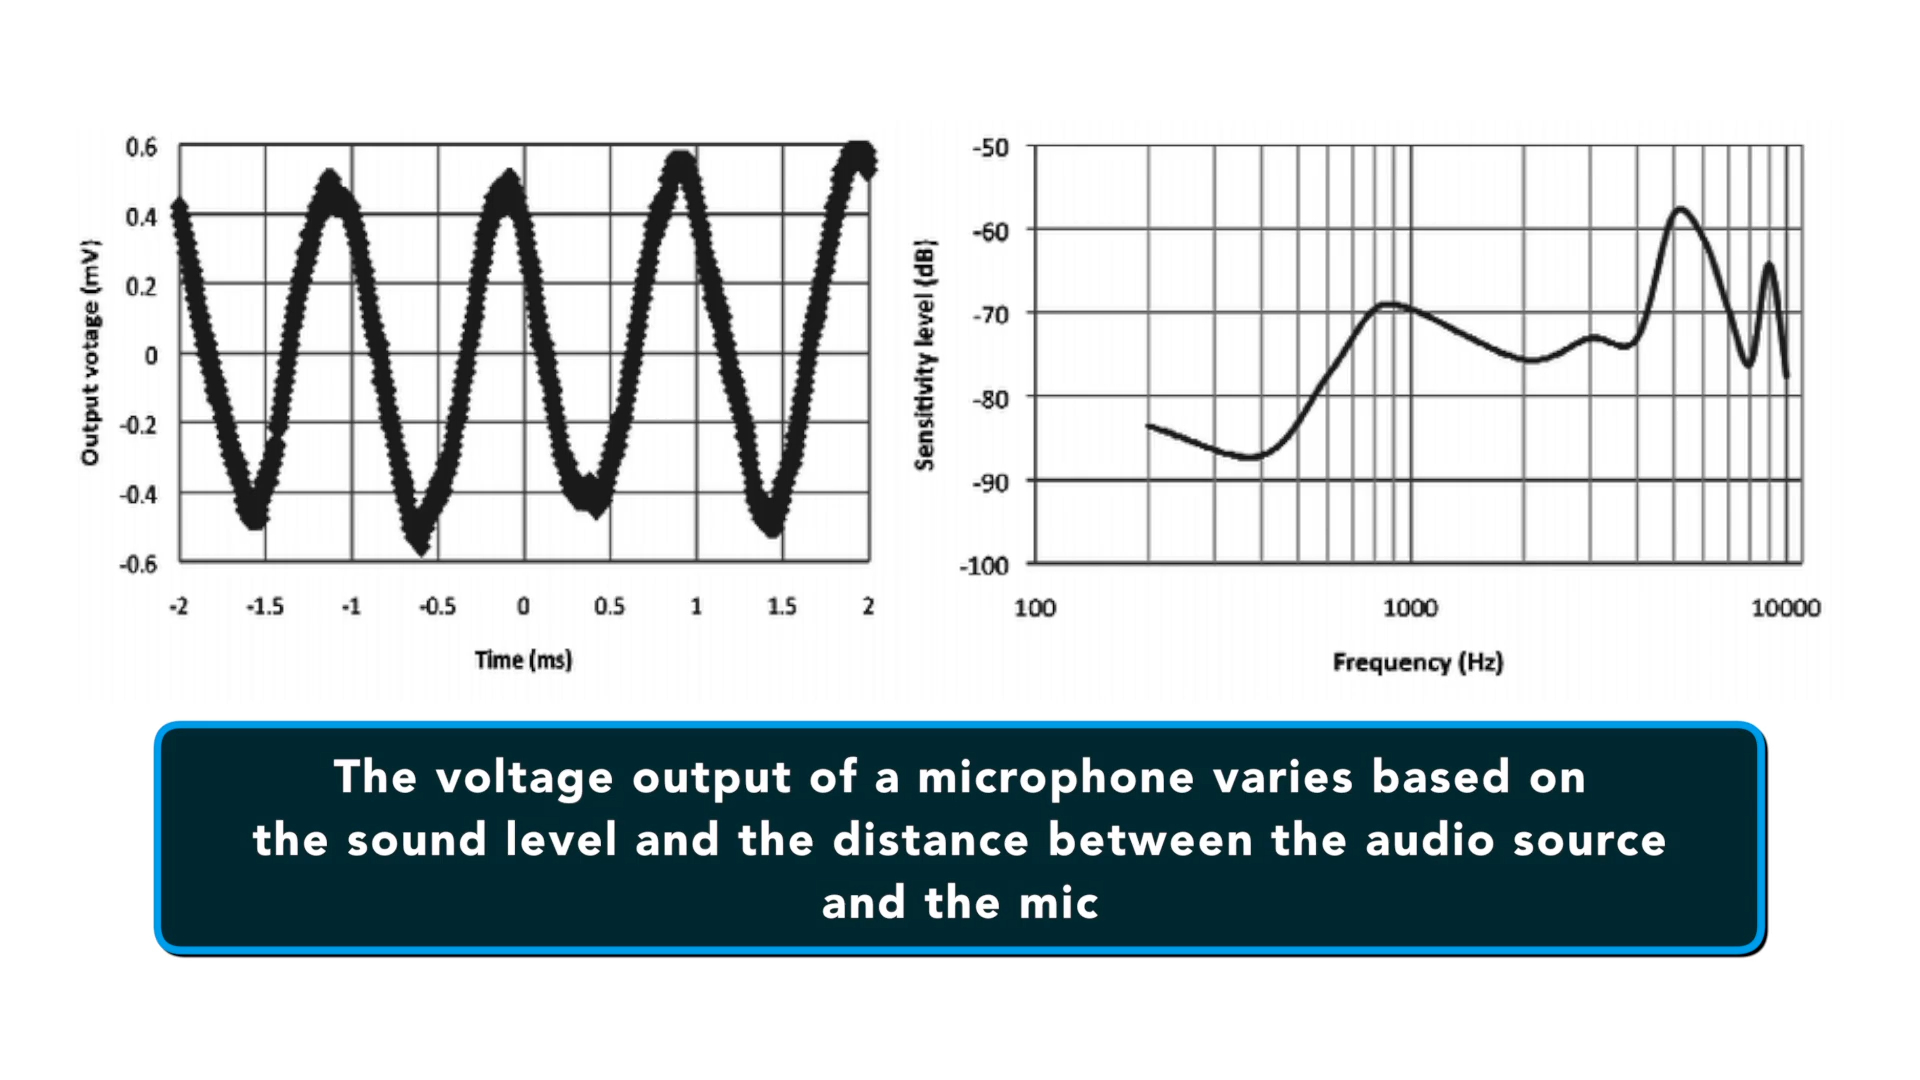 0.6
0.4
0.2
0
-0.2
-0.4
-0.6
Output votage (mV)
-2 -1.5 -1 -0.5 0 0.5 1 1.5 2
Time (ms)
-50
-60
-70
-80
-90
-100
Sensitivity level (dB)
100 1000 10000
Frequency (Hz)
The voltage output of a microphone varies based on
the sound level and the distance between the audio source
and the mic